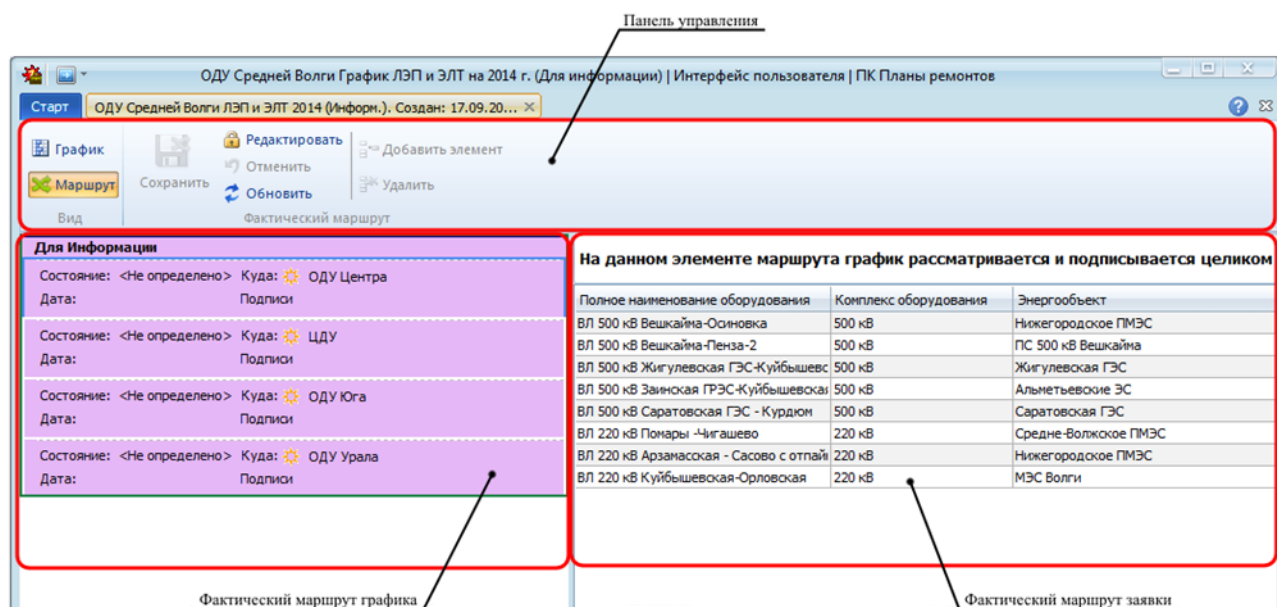 Панель управления
ОДУ Средней Волги График ЛЭП и ЭЛТ на 2014 г. (Для информации) | Интерфейс пользователя | ПК Планы ремонтов
Старт ОДУ Средней Волги ЛЭП и ЭЛТ 2014 (Информ.). Создан: 17.09.20...
График
Маршрут
Вид
Сохранить
Редактировать
Отменить
Обновить
Добавить элемент
Удалить
Фактический маршрут
Для Информации
Состояние: <Не определено> Куда: ОДУ Центра
Дата: Подписи
Состояние: <Не определено> Куда: ЦДУ
Дата: Подписи
Состояние: <Не определено> Куда: ОДУ Юга
Дата: Подписи
Состояние: <Не определено> Куда: ОДУ Урала
Дата: Подписи
На данном элементе маршрута график рассматривается и подписывается целиком
Полное наименование оборудования Комплекс оборудования Энергообъект
ВЛ 500 кВ Вешкайма-Осиновка 500 кВ Нижегородское ПМЭС
ВЛ 500 кВ Вешкайма-Пенза-2 500 кВ ПС 500 кВ Вешкайма
ВЛ 500 кВ Жигулевская ГЭС-Куйбышевс 500 кВ Жигулевская ГЭС
ВЛ 500 кВ Заинская ГРЭС-Куйбышевская 500 кВ Альметьевские ЭС
ВЛ 500 кВ Саратовская ГЭС - Курдюм 500 кВ Саратовская ГЭС
ВЛ 220 кВ Помары -Чигашево 220 кВ Средне-Волжское ПМЭС
ВЛ 220 кВ Арзамасская - Сасово с отпай 220 кВ Нижегородское ПМЭС
ВЛ 220 кВ Куйбышевская-Орловская 220 кВ МЭС Волги
Фактический маршрут графика
Фактический маршрут заявки